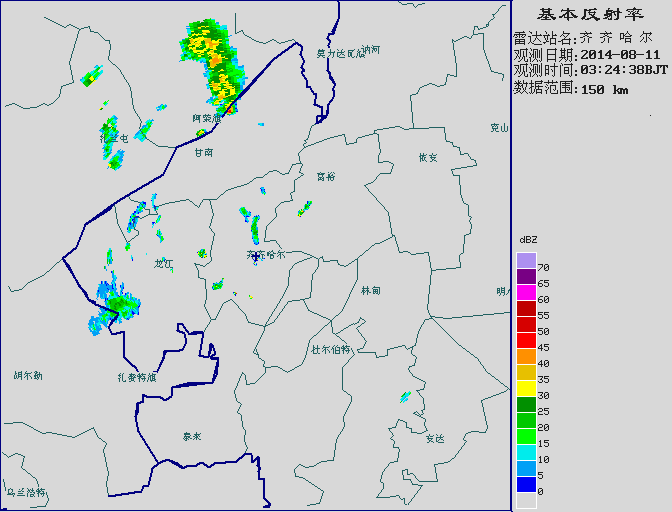 基本反射率
雷达站名: 齐 齐 哈 尔
观测日期: 2014-08-11
观测时间: 03:24:38BJT
数据范围: 150 km
dBZ
70
65
60
55
50
45
40
35
30
25
20
15
10
5
0
莫力达瓦旗
讷河
阿荣旗
克山
扎兰屯
甘南
依安
富裕
齐齐哈尔
龙江
林甸
明水
杜尔伯特
胡尔勒
扎赉特旗
泰来
安达
乌兰浩特